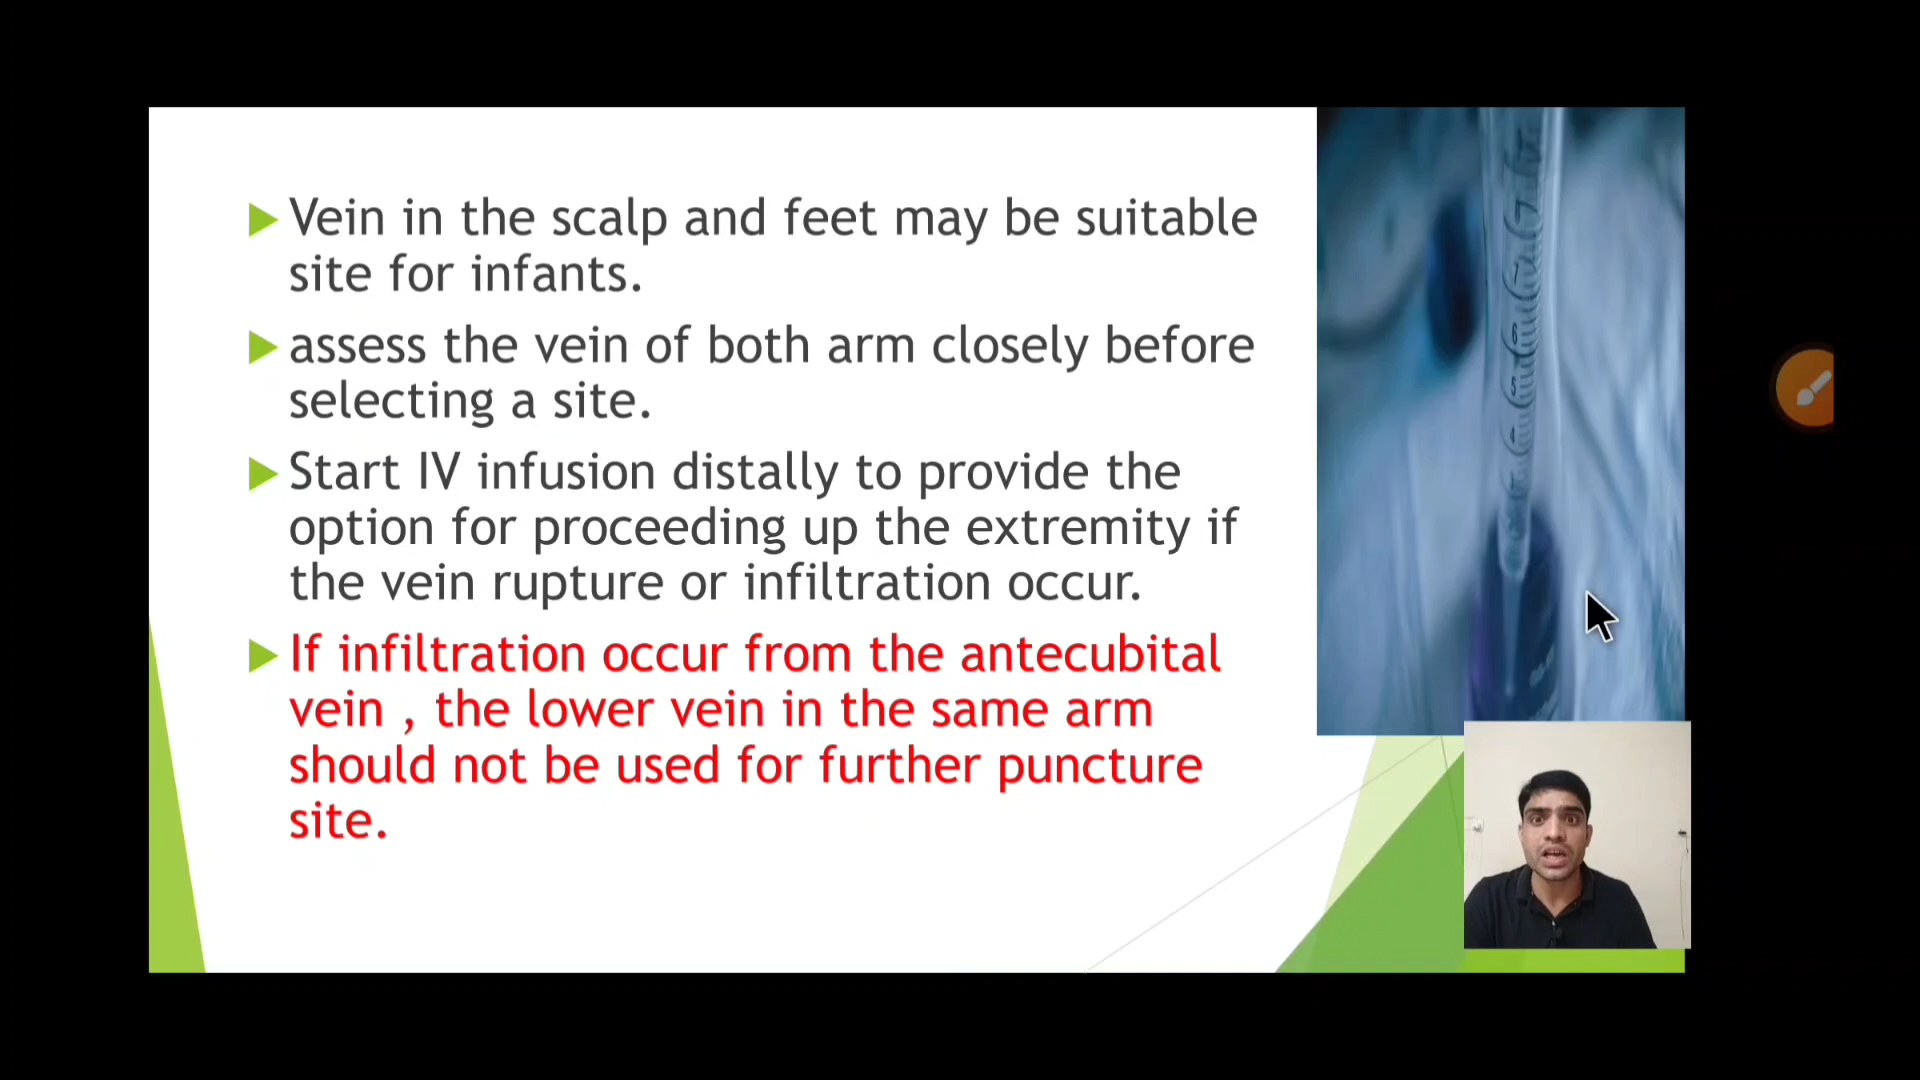 Vein in the scalp and feet may be suitable
site for infants.
assess the vein of both arm closely before
selecting a site.
Start IV infusion distally to provide the
option for proceeding up the extremity if
the vein rupture or infiltration occur.
If infiltration occur from the antecubital
vein , the lower vein in the same arm
should not be used for further puncture
site.